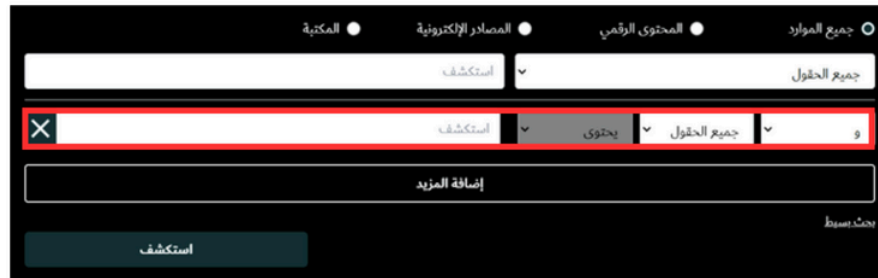 جميع الموارد المحتوى الرقمي المصادر الإلكترونية المكتبة
جميع الحقول استكشف
و جميع الحقول يحتوى استكشف
إضافة المزيد
بحث بسيط
استكشف